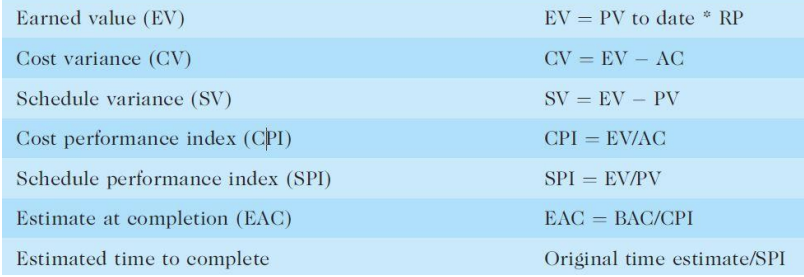 Earned value (EV) EV = PV to date * RP
Cost variance (CV) CV = EV − AC
Schedule variance (SV) SV = EV − PV
Cost performance index (CPI) CPI = EV/AC
Schedule performance index (SPI) SPI = EV/PV
Estimate at completion (EAC) EAC = BAC/CPI
Estimated time to complete Original time estimate/SPI